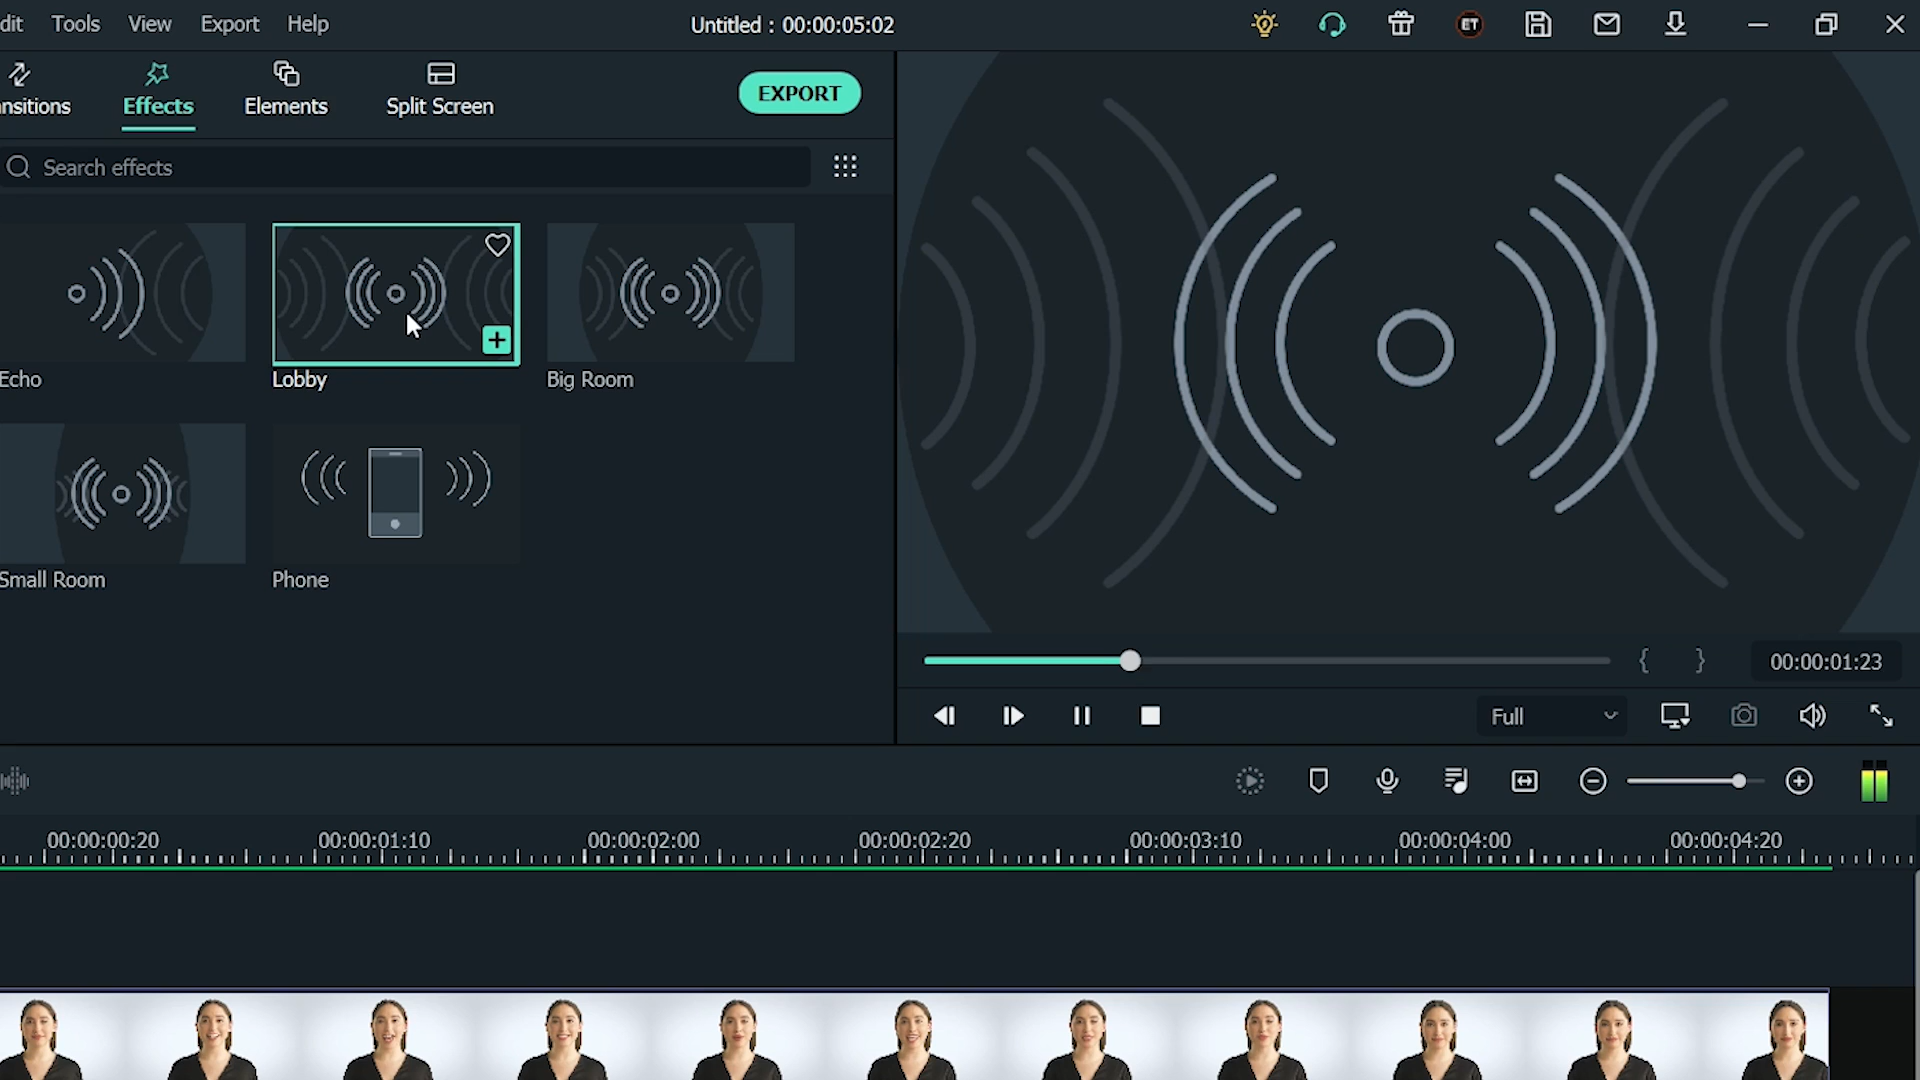 dit Tools View Export Help Untitled : 00:00:05:02 ET
nsitions Effects Elements Split Screen EXPORT
Search effects
Echo Lobby Big Room
Small Room Phone
00:00:01:23
Full
00:00:00:20 00:00:01:10 00:00:02:00 00:00:02:20 00:00:03:10 00:00:04:00 00:00:04:20